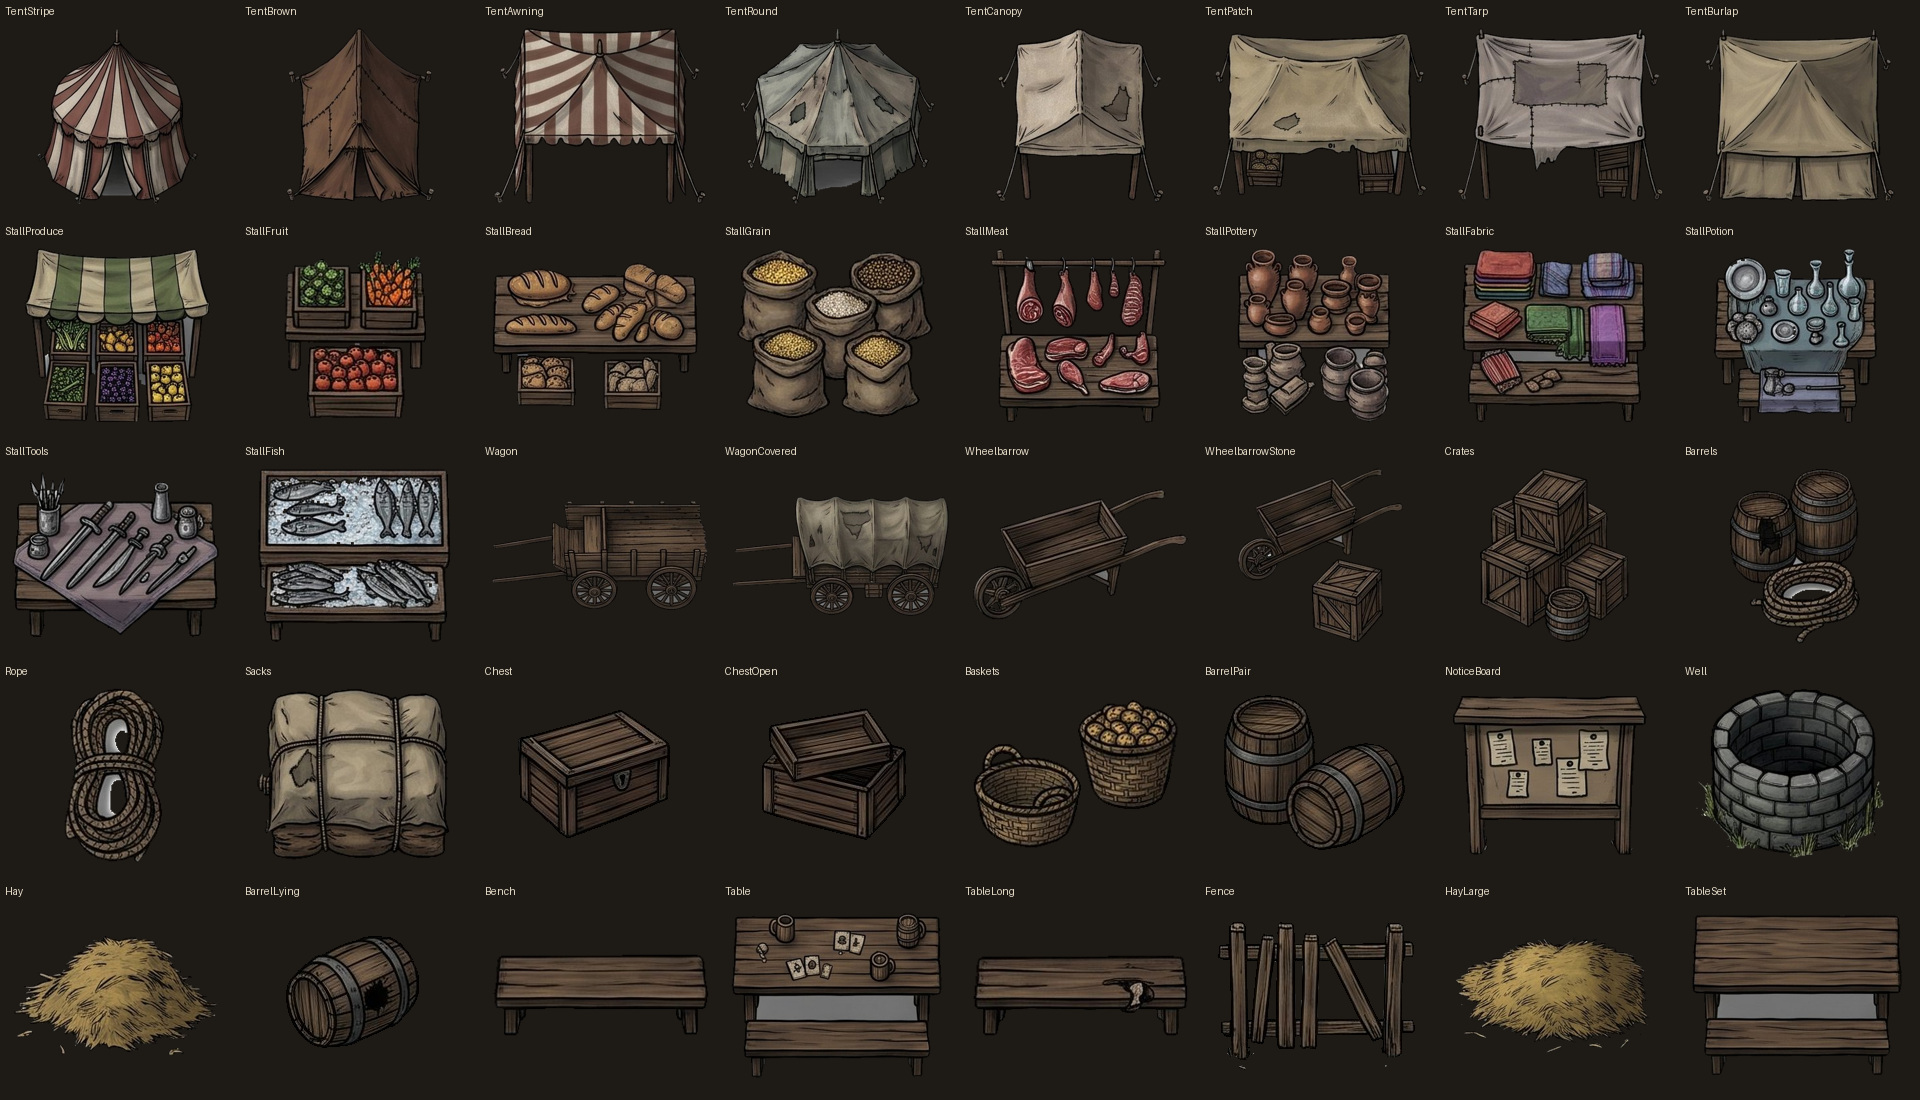 TentStripe
TentBrown
TentAwning
TentRound
TentCanopy
TentPatch
TentTarp
TentBurlap
StallProduce
StallFruit
StallBread
StallGrain
StallMeat
StallPottery
StallFabric
StallPotion
StallTools
StallFish
Wagon
WagonCovered
Wheelbarrow
WheelbarrowStone
Crates
Barrels
Rope
Sacks
Chest
ChestOpen
Baskets
BarrelPair
NoticeBoard
Well
Hay
BarrelLying
Bench
Table
TableLong
Fence
HayLarge
TableSet